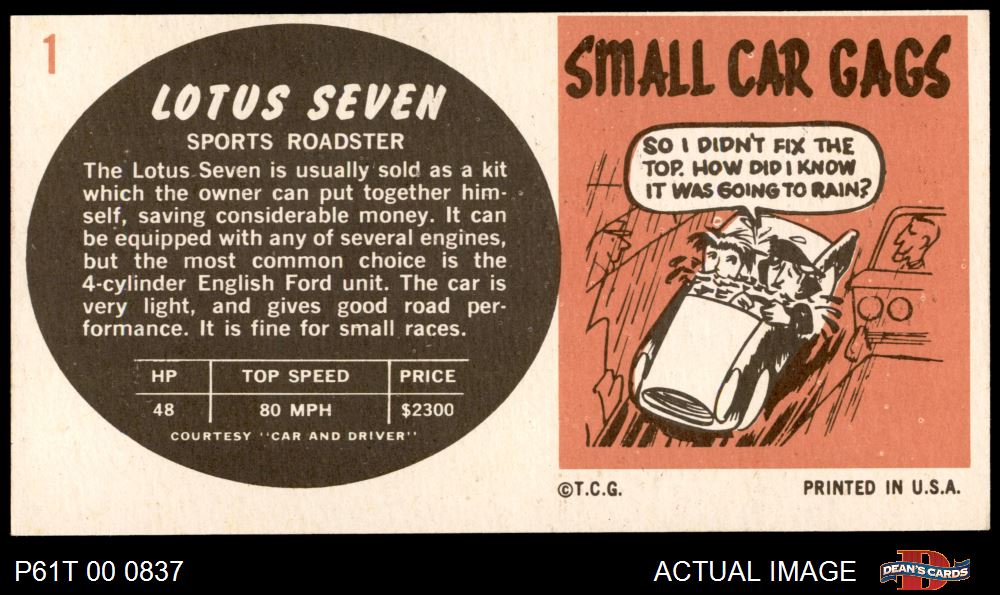 1
LOTUS SEVEN
SPORTS ROADSTER
The Lotus Seven is usually sold as a kit
which the owner can put together him-
self, saving considerable money. It can
be equipped with any of several engines,
but the most common choice is the
4-cylinder English Ford unit. The car is
very light, and gives good road per-
formance. It is fine for small races.
HP TOP SPEED PRICE
48 80 MPH $2300
COURTESY "CAR AND DRIVER"
SMALL CAR GAGS
SO I DIDN'T FIX THE
TOP. HOW DID I KNOW
IT WAS GOING TO RAIN?
©T.C.G. PRINTED IN U.S.A.
P61T 00 0837 ACTUAL IMAGE DEAN'S CARDS